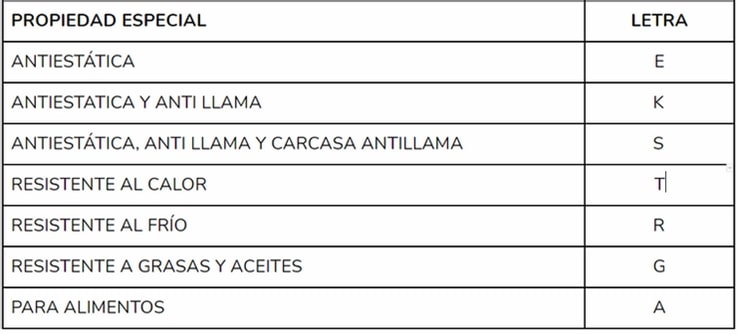 PROPIEDAD ESPECIAL LETRA
ANTIESTÁTICA E
ANTIESTATICA Y ANTI LLAMA K
ANTIESTÁTICA, ANTI LLAMA Y CARCASA ANTILLAMA S
RESISTENTE AL CALOR T
RESISTENTE AL FRÍO R
RESISTENTE A GRASAS Y ACEITES G
PARA ALIMENTOS A